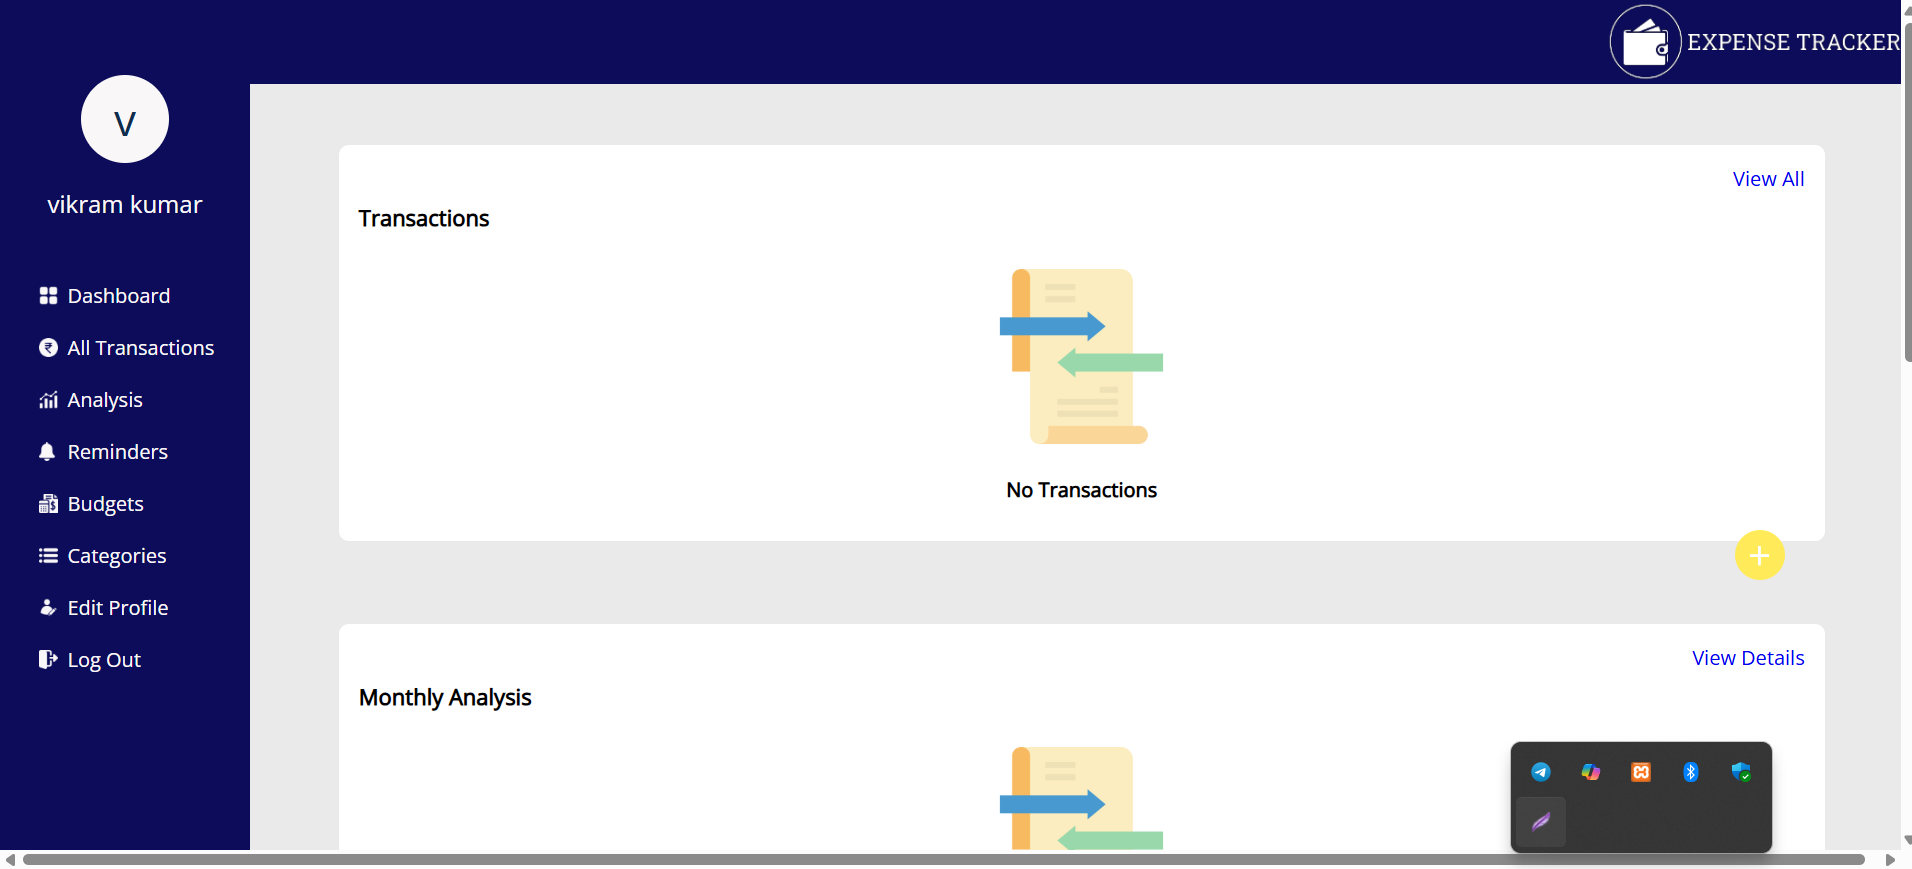 EXPENSE TRACKER
V
vikram kumar
Dashboard
All Transactions
Analysis
Reminders
Budgets
Categories
Edit Profile
Log Out
View All
Transactions
No Transactions
+
View Details
Monthly Analysis